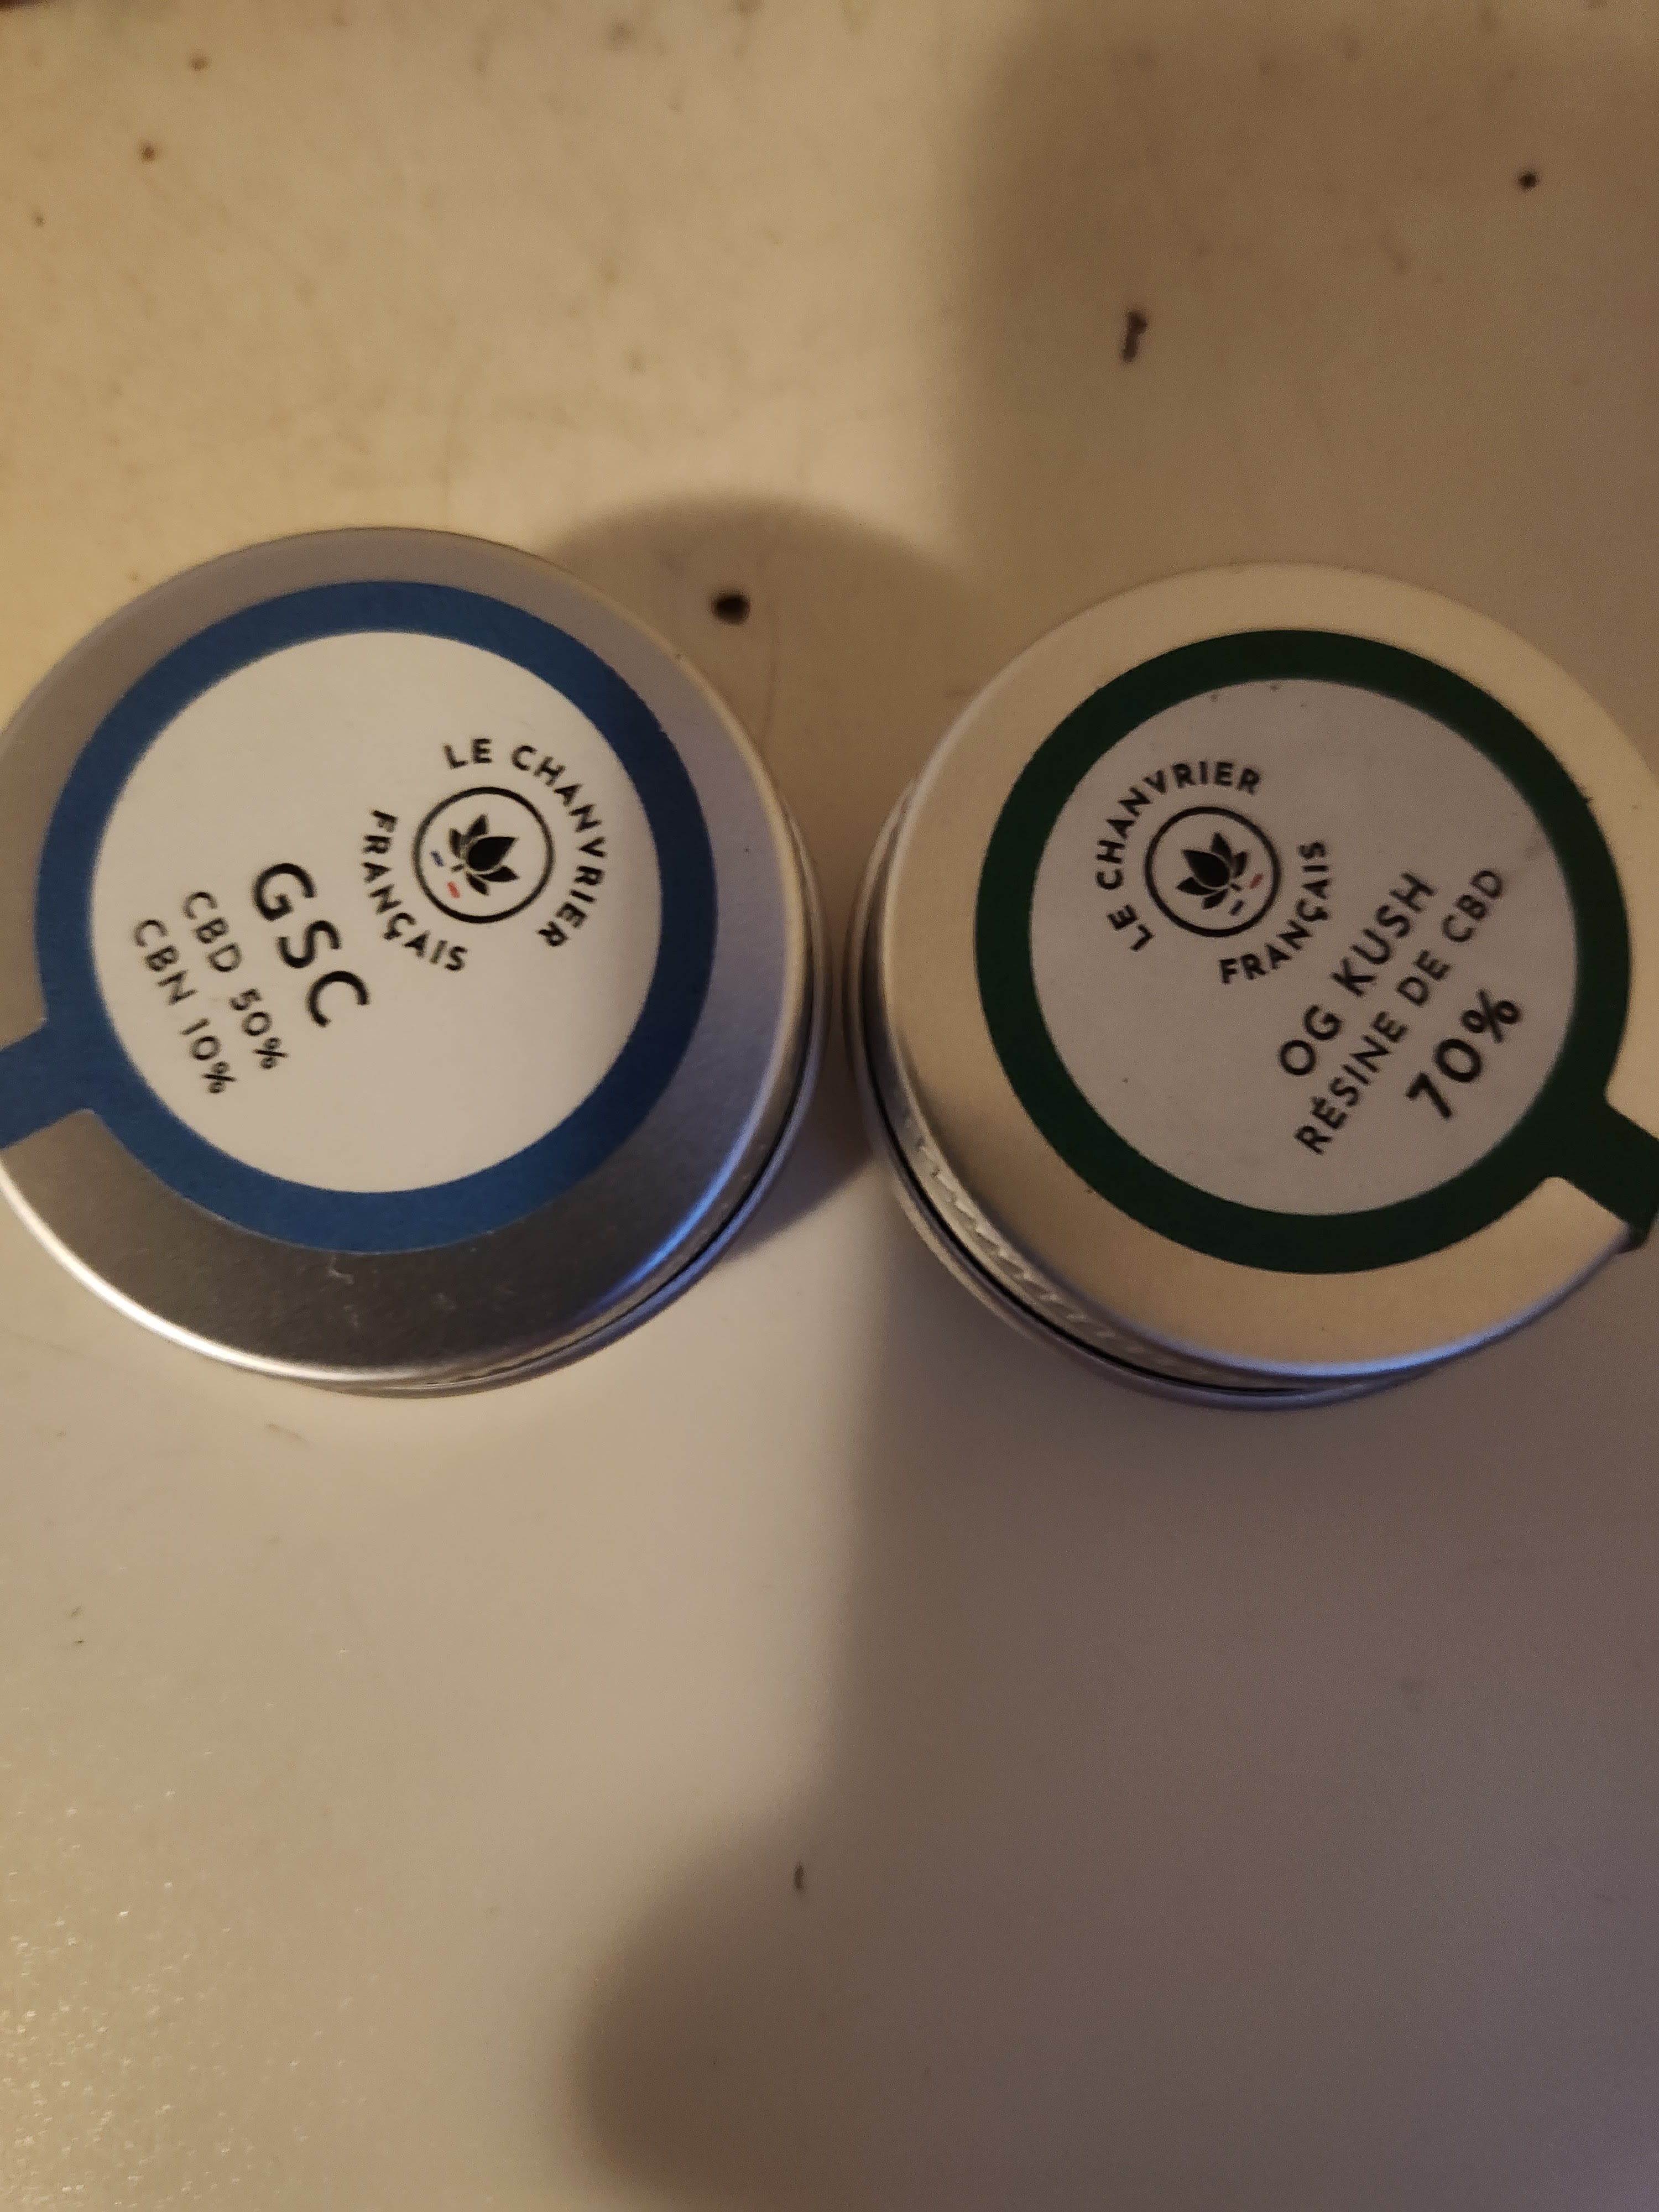 LE CHANVRIER
FRANÇAIS
GSC
CBD 50%
CBN 10%
LE CHANVRIER
FRANÇAIS
OG KUSH
RÉSINE DE CBD
70%